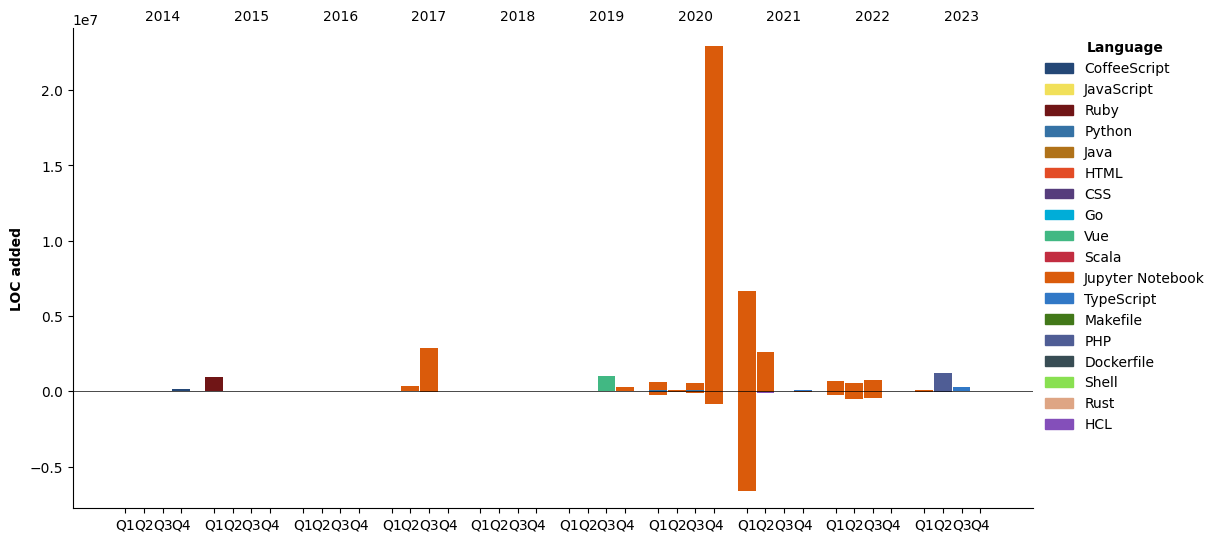 2014 2015 2016 2017 2018 2019 2020 2021 2022 2023
1e7
2.0
1.5
1.0
0.5
0.0
−0.5
LOC added
Q1Q2Q3Q4 Q1Q2Q3Q4 Q1Q2Q3Q4 Q1Q2Q3Q4 Q1Q2Q3Q4 Q1Q2Q3Q4 Q1Q2Q3Q4 Q1Q2Q3Q4 Q1Q2Q3Q4 Q1Q2Q3Q4
Language
CoffeeScript
JavaScript
Ruby
Python
Java
HTML
CSS
Go
Vue
Scala
Jupyter Notebook
TypeScript
Makefile
PHP
Dockerfile
Shell
Rust
HCL